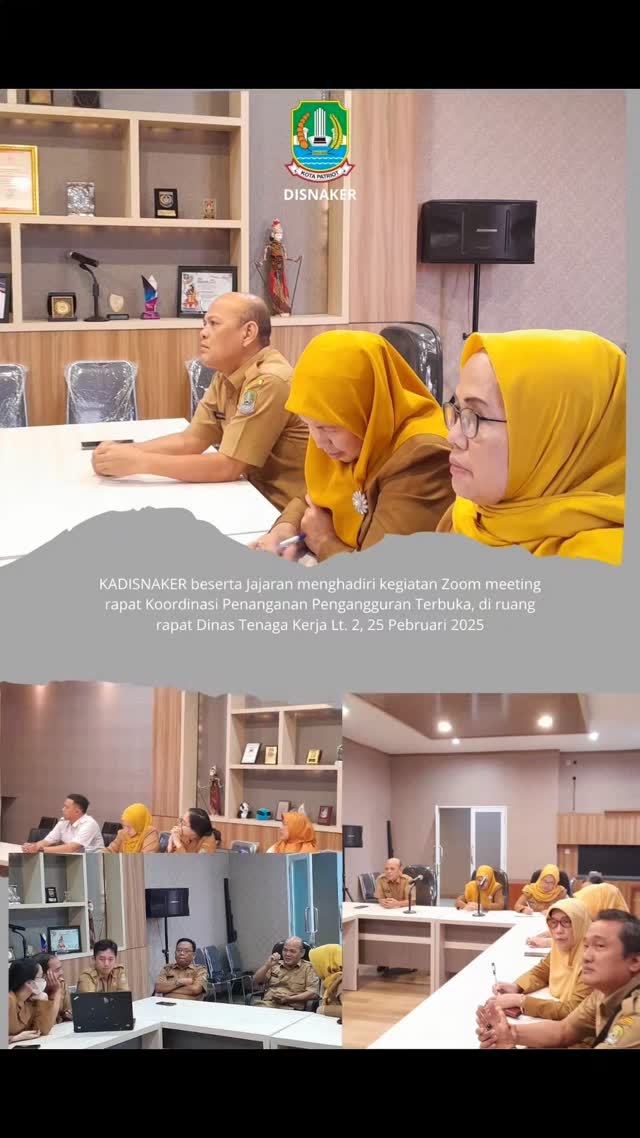 KOTA PATRIOT
DISNAKER
KADISNAKER beserta Jajaran menghadiri kegiatan Zoom meeting
rapat Koordinasi Penanganan Pengangguran Terbuka, di ruang
rapat Dinas Tenaga Kerja Lt. 2, 25 Pebruari 2025